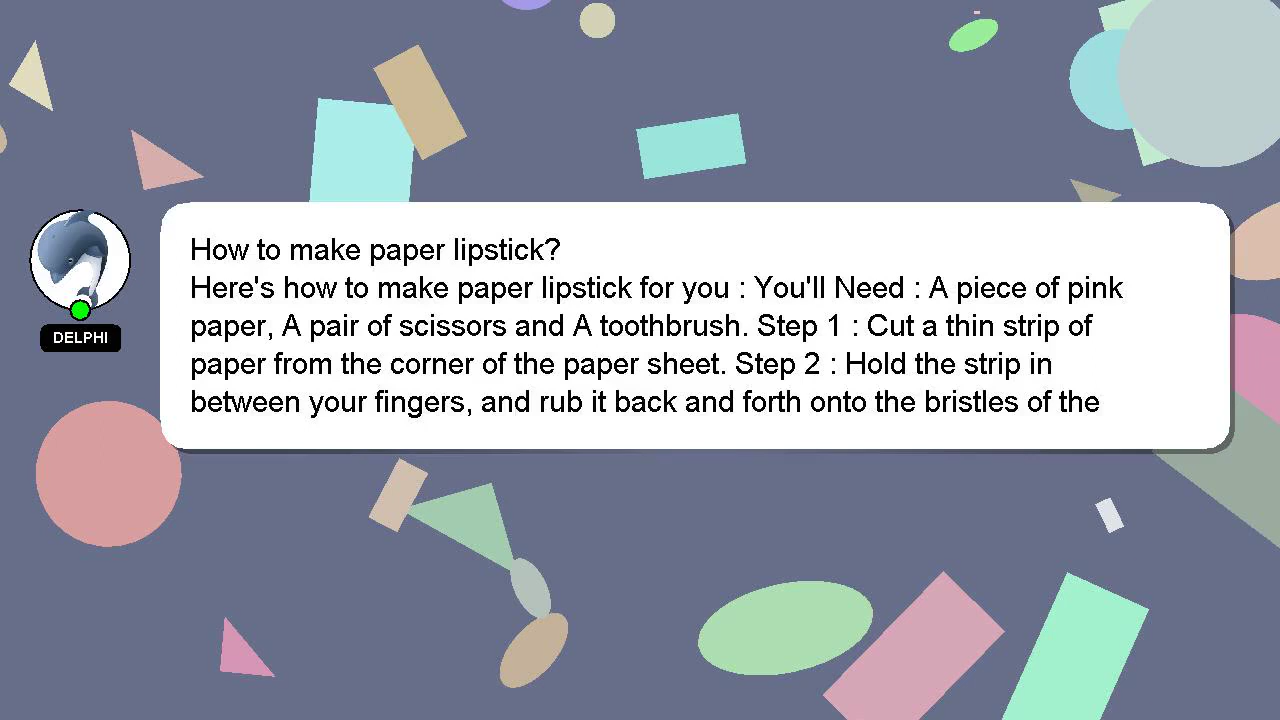 How to make paper lipstick?
Here's how to make paper lipstick for you : You'll Need : A piece of pink
paper, A pair of scissors and A toothbrush. Step 1 : Cut a thin strip of
paper from the corner of the paper sheet. Step 2 : Hold the strip in
between your fingers, and rub it back and forth onto the bristles of the
DELPHI